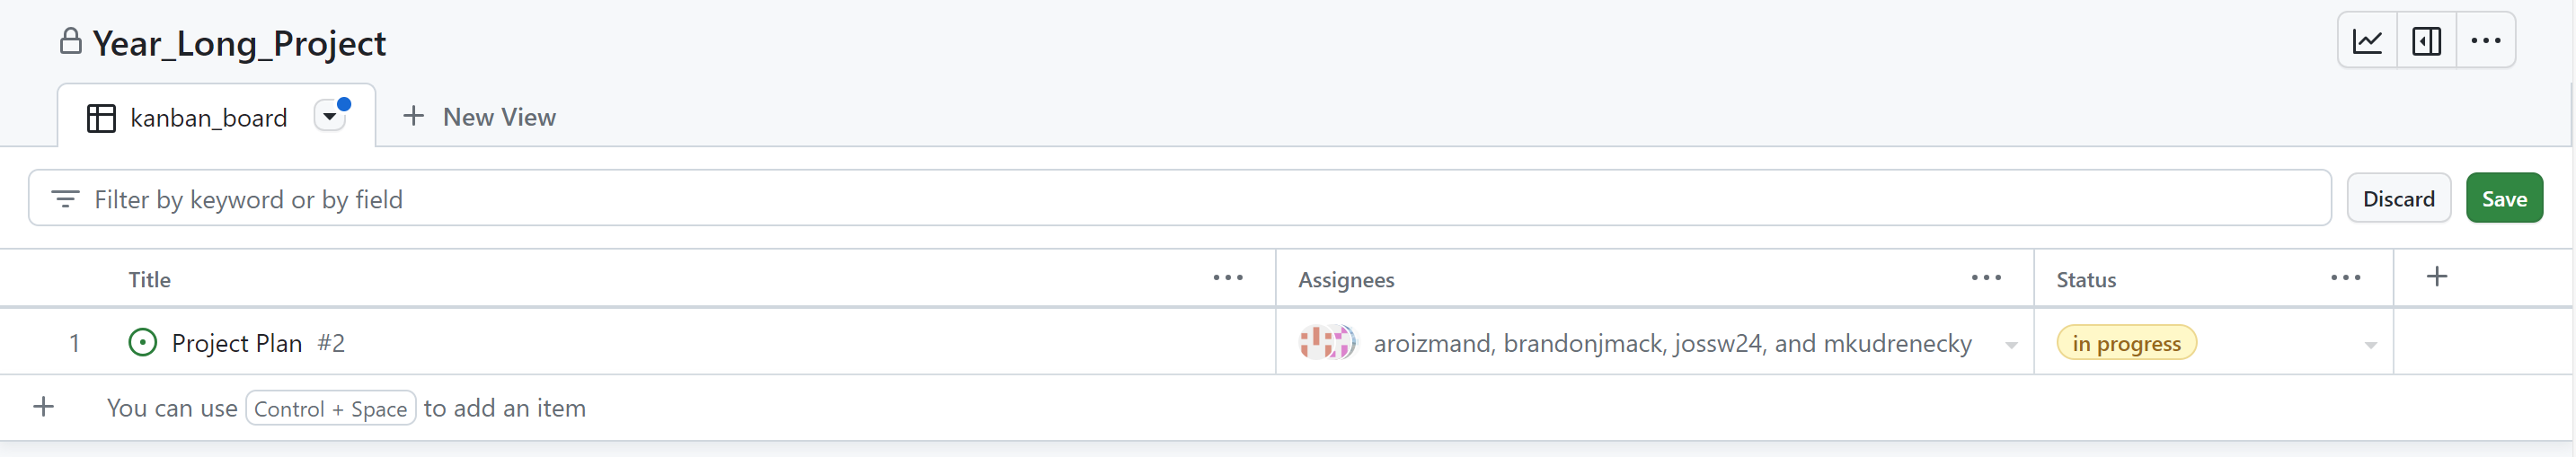 Year_Long_Project
kanban_board
New View
Filter by keyword or by field
Discard
Save
Title
Assignees
Status
1 Project Plan #2 aroizmand, brandonjmack, jossw24, and mkudrenecky in progress
You can use Control + Space to add an item